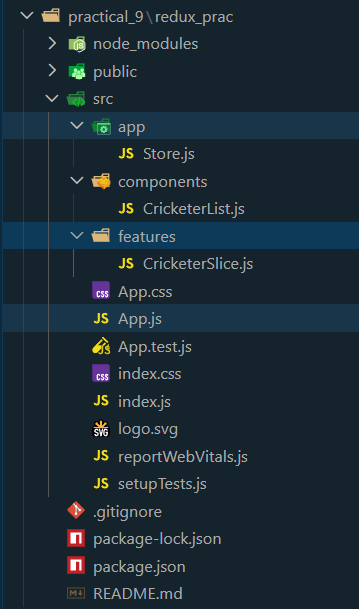 practical_9\redux_prac
node_modules
public
src
app
JS Store.js
components
JS CricketerList.js
features
JS CricketerSlice.js
CSS App.css
JS App.js
App.test.js
CSS index.css
JS index.js
SVG logo.svg
JS reportWebVitals.js
JS setupTests.js
.gitignore
package-lock.json
package.json
README.md